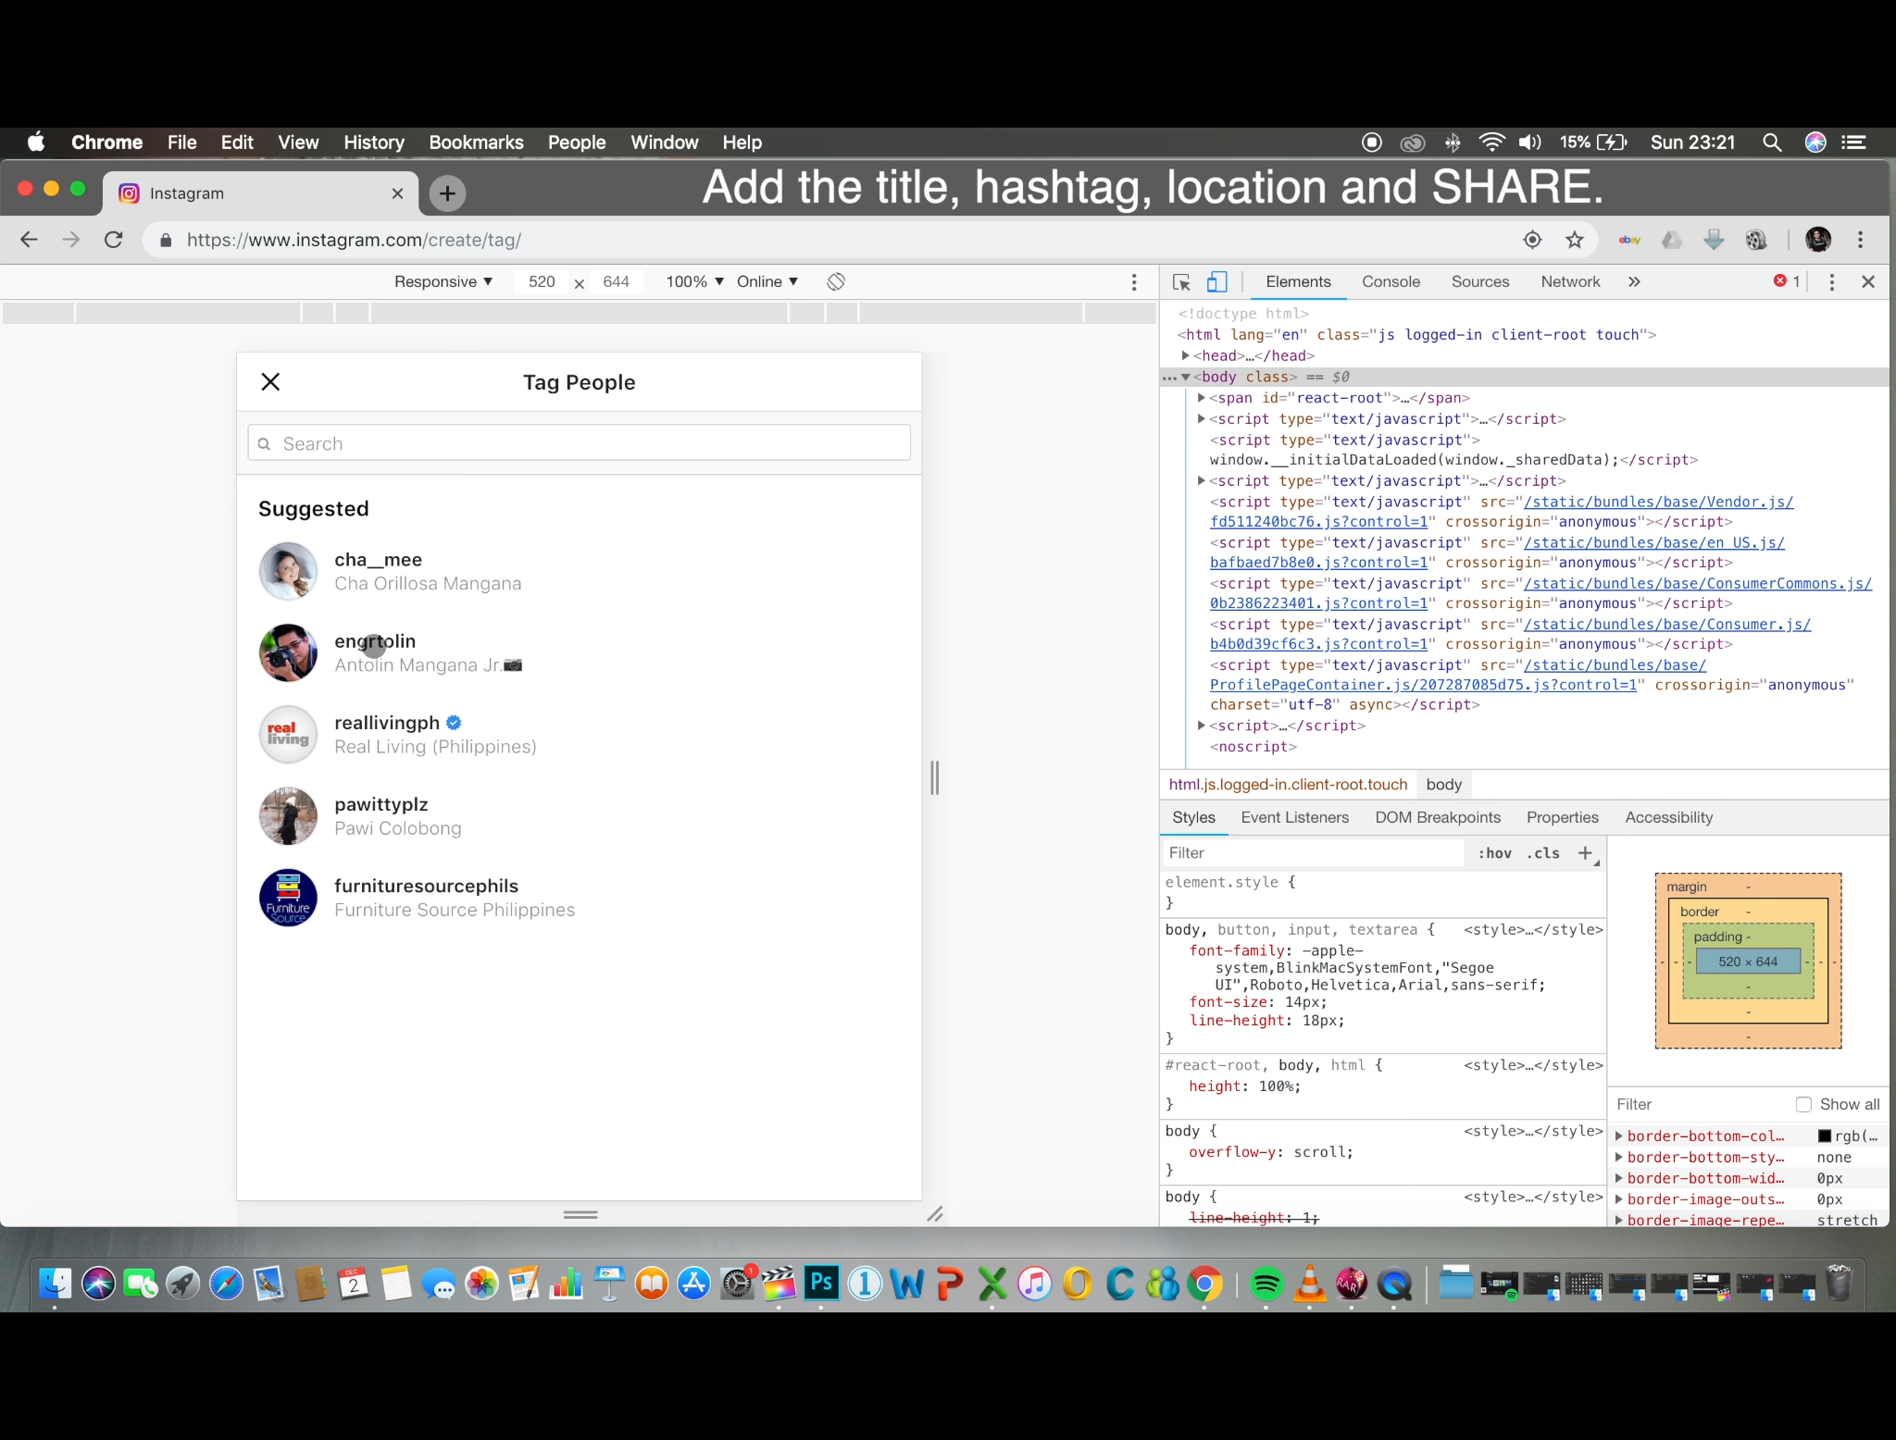 Chrome File Edit View History Bookmarks People Window Help 15% Sun 23:21
Instagram
Add the title, hashtag, location and SHARE.
https://www.instagram.com/create/tag/
ebay
Responsive ▼ 520 × 644 100% ▼ Online ▼
Elements Console Sources Network » 1
Tag People
Search
Suggested
cha__mee
Cha Orillosa Mangana
engrtolin
Antolin Mangana Jr.📷
reallivingph
Real Living (Philippines)
real
living
pawittyplz
Pawi Colobong
furnituresourcephils
Furniture Source Philippines
Furniture
Source
<!doctype html>
<html lang="en" class="js logged-in client-root touch">
▶<head>…</head>
…▼<body class> == $0
▶<span id="react-root">…</span>
▶<script type="text/javascript">…</script>
<script type="text/javascript">
window.__initialDataLoaded(window._sharedData);</script>
▶<script type="text/javascript">…</script>
<script type="text/javascript" src="/static/bundles/base/Vendor.js/
fd511240bc76.js?control=1" crossorigin="anonymous"></script>
<script type="text/javascript" src="/static/bundles/base/en_US.js/
bafbaed7b8e0.js?control=1" crossorigin="anonymous"></script>
<script type="text/javascript" src="/static/bundles/base/ConsumerCommons.js/
0b2386223401.js?control=1" crossorigin="anonymous"></script>
<script type="text/javascript" src="/static/bundles/base/Consumer.js/
b4b0d39cf6c3.js?control=1" crossorigin="anonymous"></script>
<script type="text/javascript" src="/static/bundles/base/
ProfilePageContainer.js/207287085d75.js?control=1" crossorigin="anonymous"
charset="utf-8" async></script>
▶<script>…</script>
<noscript>
html.js.logged-in.client-root.touch body
Styles Event Listeners DOM Breakpoints Properties Accessibility
Filter :hov .cls +
element.style {
}
body, button, input, textarea { <style>…</style>
font-family: -apple-
system,BlinkMacSystemFont,"Segoe
UI",Roboto,Helvetica,Arial,sans-serif;
font-size: 14px;
line-height: 18px;
}
#react-root, body, html { <style>…</style>
height: 100%;
}
body { <style>…</style>
overflow-y: scroll;
}
body { <style>…</style>
line-height: 1;
margin -
border -
padding -
520 × 644
Filter Show all
▶border-bottom-col… rgb(…
▶border-bottom-sty… none
▶border-bottom-wid… 0px
▶border-image-outs… 0px
▶border-image-repe… stretch
DEC
2
1
Ps
1
W
P
X
O
C
RAR